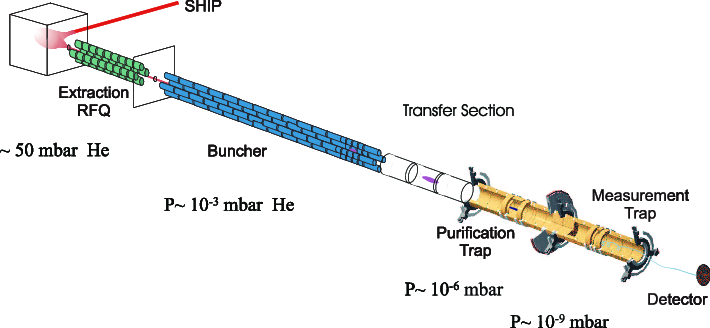 SHIP
Extraction
RFQ
Transfer Section
~ 50 mbar He
Buncher
P~ 10⁻³ mbar He
Measurement
Trap
Purification
Trap
P~ 10⁻⁶ mbar
Detector
P~ 10⁻⁹ mbar